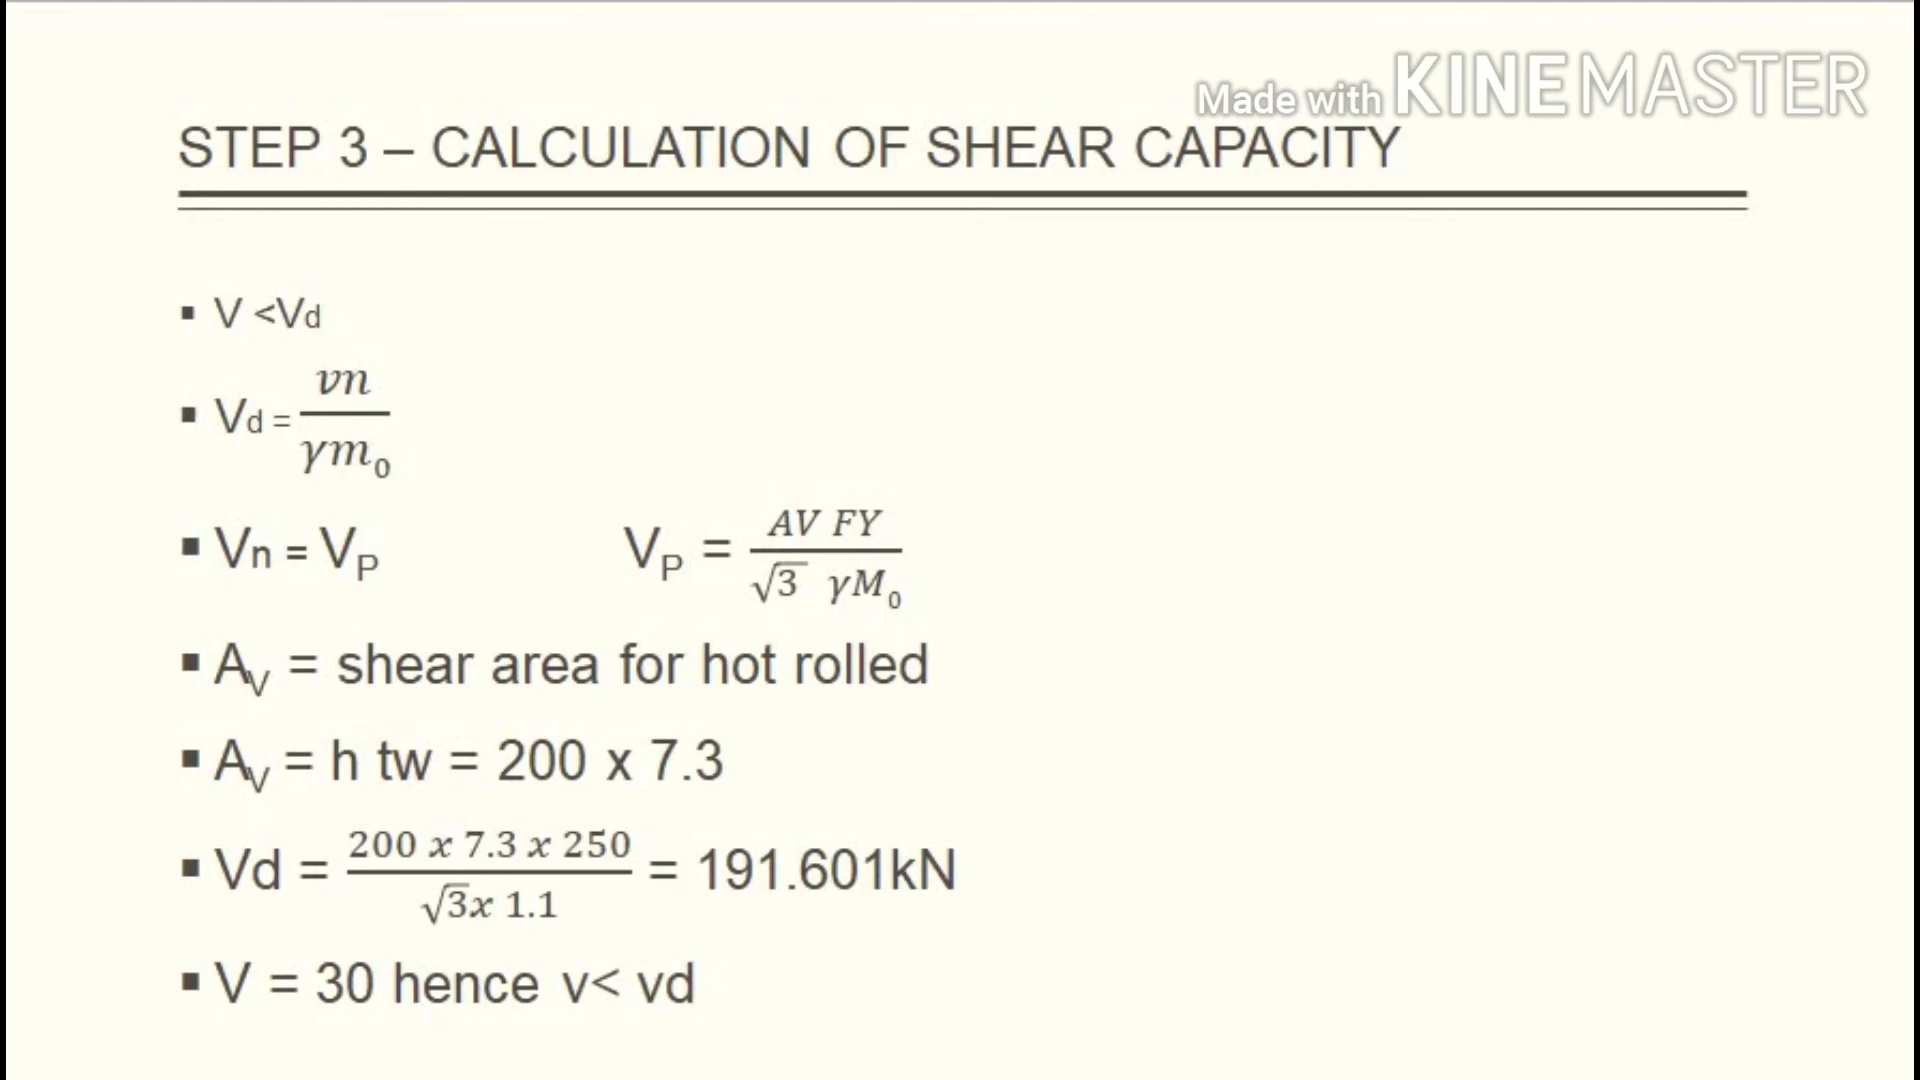 Made with KINEMASTER
STEP 3 – CALCULATION OF SHEAR CAPACITY
▪ V <Vd
▪ Vd = vn / γm₀
▪ Vn = VP VP = AV FY / √3 γM₀
▪ AV = shear area for hot rolled
▪ AV = h tw = 200 x 7.3
▪ Vd = 200 x 7.3 x 250 / √3x 1.1 = 191.601kN
▪ V = 30 hence v< vd